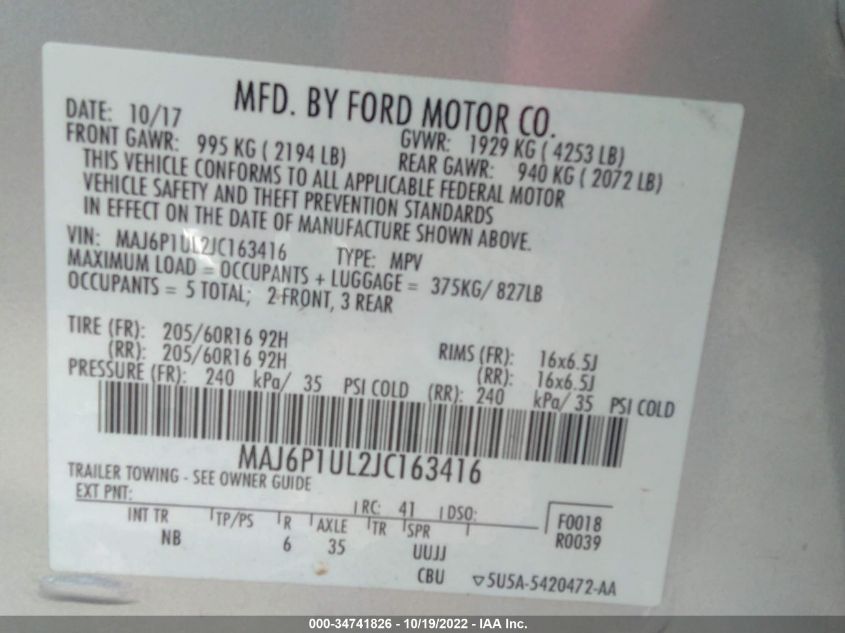 MFD. BY FORD MOTOR CO.
DATE: 10/17 GVWR: 1929 KG ( 4253 LB)
FRONT GAWR: 995 KG ( 2194 LB) REAR GAWR: 940 KG ( 2072 LB)
THIS VEHICLE CONFORMS TO ALL APPLICABLE FEDERAL MOTOR
VEHICLE SAFETY AND THEFT PREVENTION STANDARDS
IN EFFECT ON THE DATE OF MANUFACTURE SHOWN ABOVE.
VIN: MAJ6P1UL2JC163416 TYPE: MPV
MAXIMUM LOAD = OCCUPANTS + LUGGAGE = 375KG/ 827LB
OCCUPANTS = 5 TOTAL; 2 FRONT, 3 REAR
TIRE (FR): 205/60R16 92H RIMS (FR): 16x6.5J
(RR): 205/60R16 92H (RR): 16x6.5J
PRESSURE (FR): 240 kPa/ 35 PSI COLD (RR): 240 kPa/ 35 PSI COLD
MAJ6P1UL2JC163416
TRAILER TOWING - SEE OWNER GUIDE
EXT PNT: RC: 41 DSO: F0018
INT TR TP/PS R AXLE TR SPR R0039
NB 6 35 UUJJ
CBU 5U5A-5420472-AA
000-34741826 - 10/19/2022 - IAA Inc.